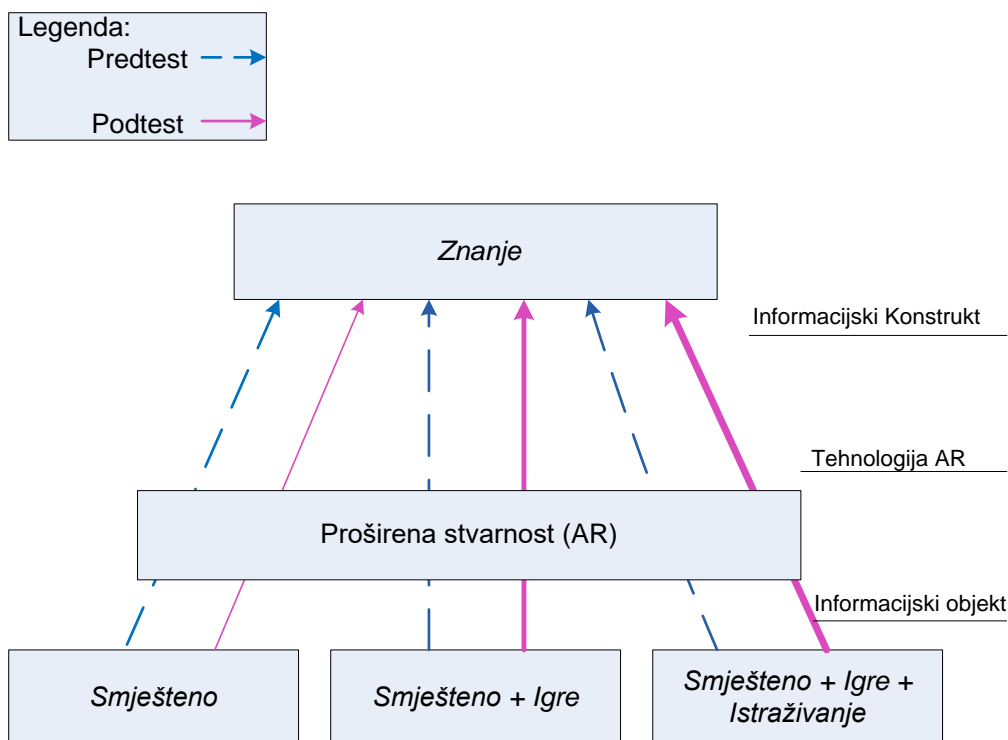 Legenda:
Predtest
Podtest
Znanje
Informacijski Konstrukt
Tehnologija AR
Proširena stvarnost (AR)
Informacijski objekt
Smješteno
Smješteno + Igre
Smješteno + Igre +
Istraživanje